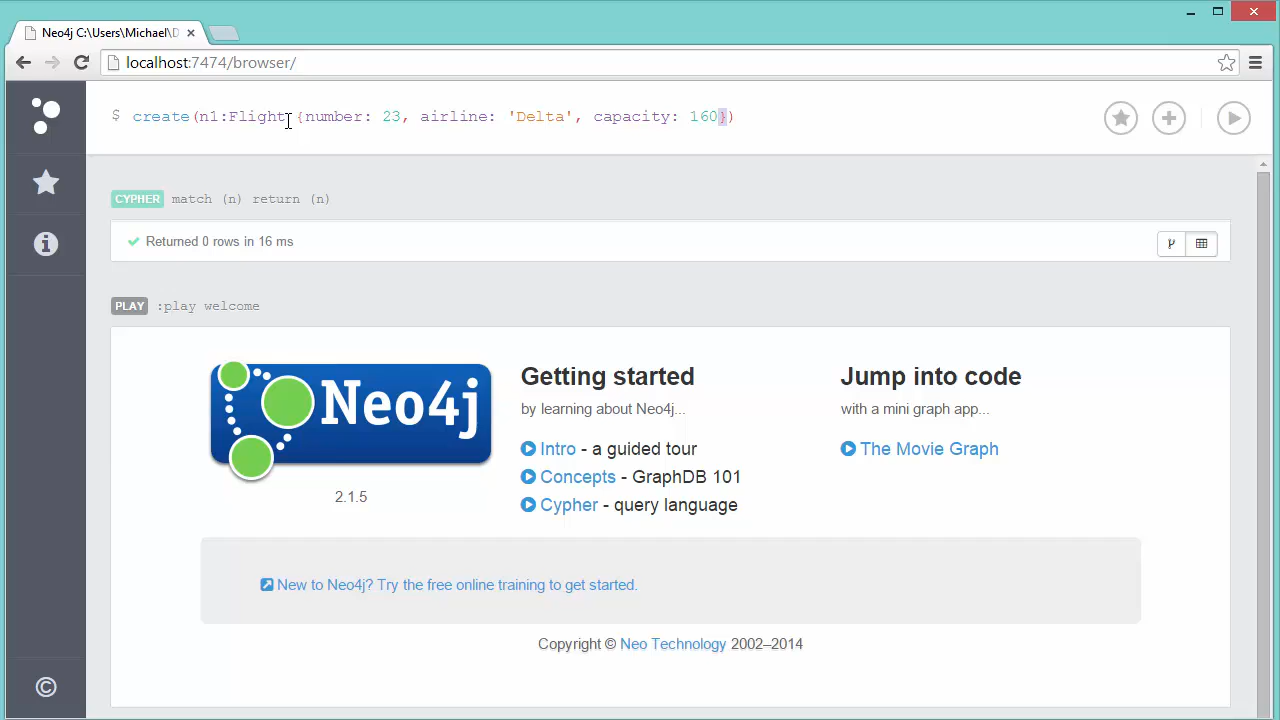 Neo4j C:\Users\Michael\D
localhost:7474/browser/
$ create(n1:Flight {number: 23, airline: 'Delta', capacity: 160})
CYPHER match (n) return (n)
Returned 0 rows in 16 ms
PLAY :play welcome
Neo4j
2.1.5
Getting started
by learning about Neo4j...
Intro - a guided tour
Concepts - GraphDB 101
Cypher - query language
Jump into code
with a mini graph app...
The Movie Graph
New to Neo4j? Try the free online training to get started.
Copyright © Neo Technology 2002–2014